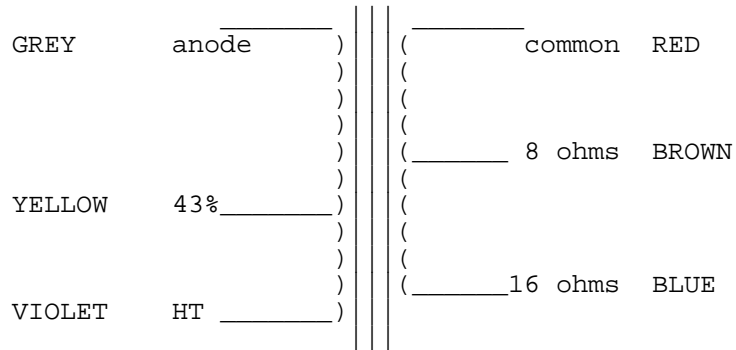 GREY anode common RED
8 ohms BROWN
YELLOW 43%
16 ohms BLUE
VIOLET HT